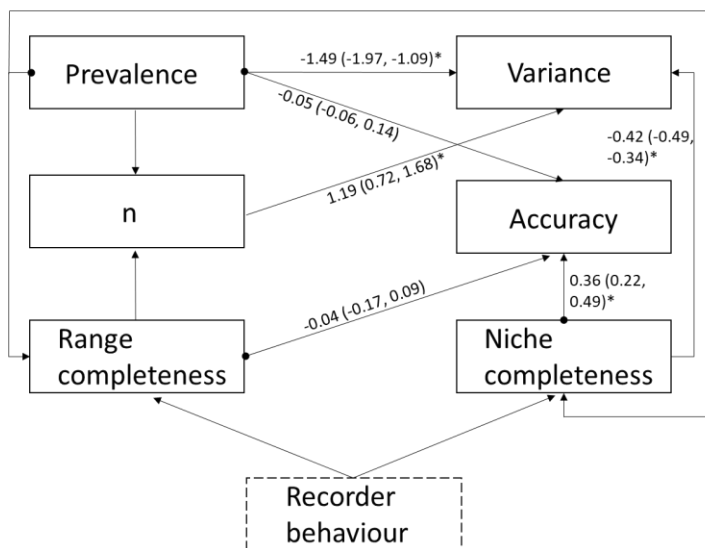 Prevalence
-1.49 (-1.97, -1.09)*
Variance
-0.05 (-0.06, 0.14)
-0.42 (-0.49,
-0.34)*
n
1.19 (0.72, 1.68)*
Accuracy
0.36 (0.22,
0.49)*
-0.04 (-0.17, 0.09)
Range
completeness
Niche
completeness
Recorder
behaviour